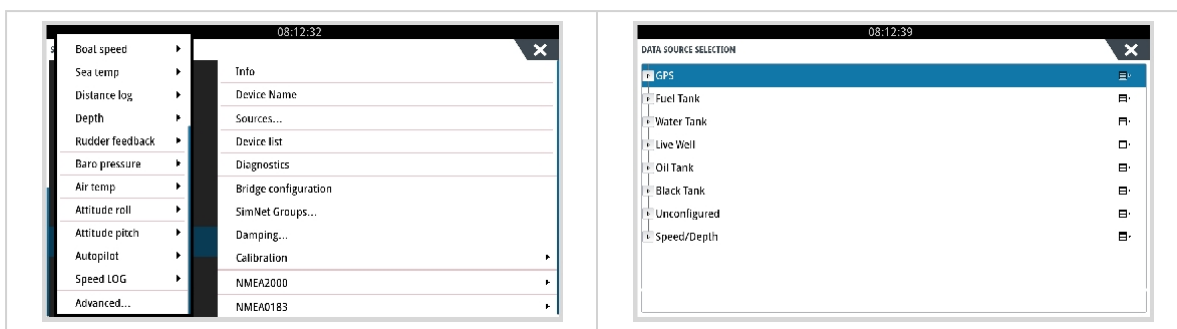 08:12:32
Boat speed
Sea temp
Distance log
Depth
Rudder feedback
Baro pressure
Air temp
Attitude roll
Attitude pitch
Autopilot
Speed LOG
Advanced...
Info
Device Name
Sources...
Device list
Diagnostics
Bridge configuration
SimNet Groups...
Damping...
Calibration
NMEA2000
NMEA0183
08:12:39
DATA SOURCE SELECTION
GPS
Fuel Tank
Water Tank
Live Well
Oil Tank
Black Tank
Unconfigured
Speed/Depth